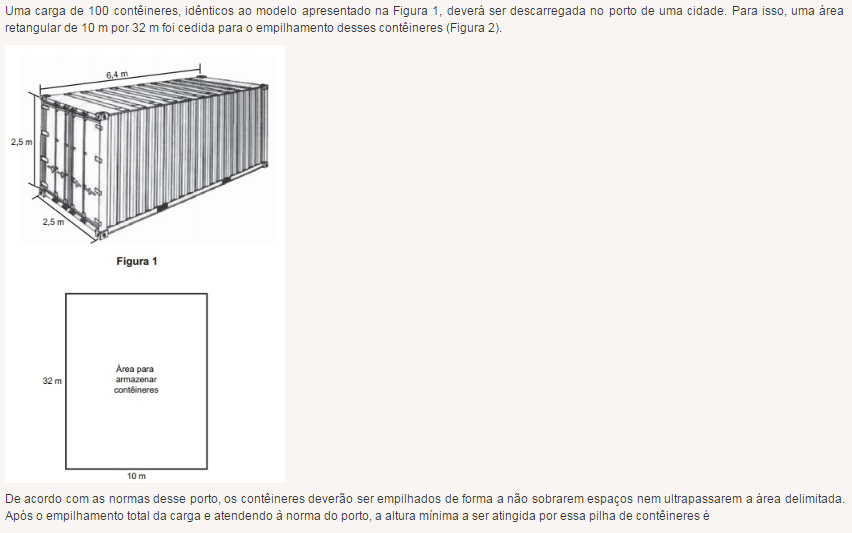 Uma carga de 100 contêineres, idênticos ao modelo apresentado na Figura 1, deverá ser descarregada no porto de uma cidade. Para isso, uma área
retangular de 10 m por 32 m foi cedida para o empilhamento desses contêineres (Figura 2).
6,4 m
2,5 m
2,5 m
Figura 1
Área para
armazenar
contêineres
32 m
10 m
De acordo com as normas desse porto, os contêineres deverão ser empilhados de forma a não sobrarem espaços nem ultrapassarem a área delimitada.
Após o empilhamento total da carga e atendendo à norma do porto, a altura mínima a ser atingida por essa pilha de contêineres é